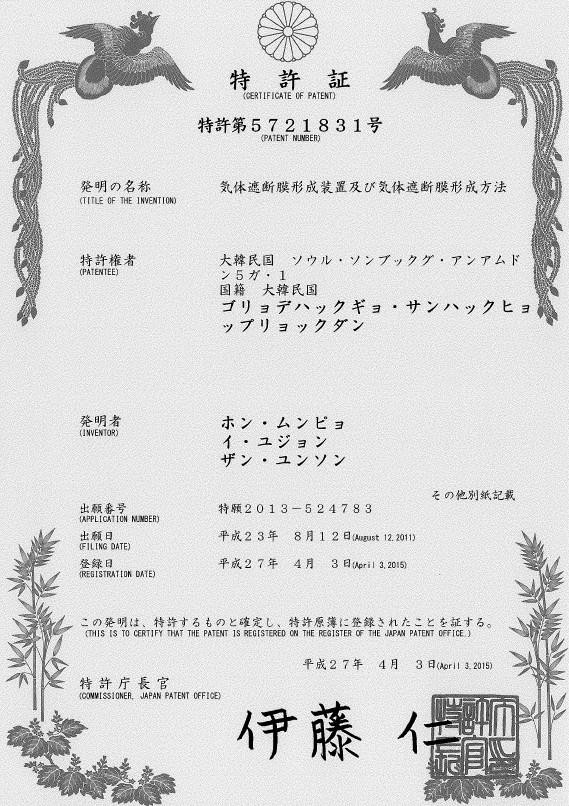 特許証
(CERTIFICATE OF PATENT)
特許第5721831号
(PATENT NUMBER)
発明の名称 気体遮断膜形成装置及び気体遮断膜形成方法
(TITLE OF THE INVENTION)
特許権者 大韓民国 ソウル・ソンブックグ・アンアムド
(PATENTEE) ン5ガ・1
国籍 大韓民国
ゴリョデハックギョ・サンハックヒョ
ップリョックダン
発明者 ホン・ムンピョ
(INVENTOR)
イ・ユジョン
ザン・ユンソン
その他別紙記載
出願番号 特願2013-524783
(APPLICATION NUMBER)
出願日 平成23年 8月12日(August 12,2011)
(FILING DATE)
登録日 平成27年 4月 3日(April 3,2015)
(REGISTRATION DATE)
この発明は、特許するものと確定し、特許原簿に登録されたことを証する。
(THIS IS TO CERTIFY THAT THE PATENT IS REGISTERED ON THE REGISTER OF THE JAPAN PATENT OFFICE.)
平成27年 4月 3日(April 3,2015)
特許庁長官
(COMMISSIONER, JAPAN PATENT OFFICE)
伊藤 仁